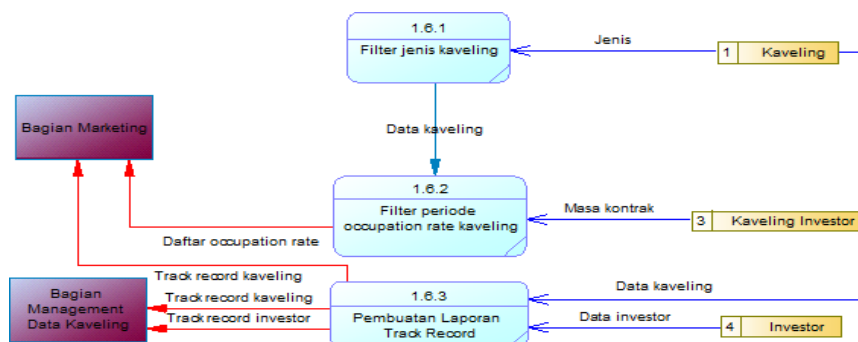 1.6.1
Filter jenis kaveling
Jenis
1 Kaveling
Bagian Marketing
Data kaveling
1.6.2
Filter periode
occupation rate kaveling
Masa kontrak
3 Kaveling Investor
Daftar occupation rate
Track record kaveling
Bagian
Management
Data Kaveling
Track record kaveling
Track record investor
1.6.3
Pembuatan Laporan
Track Record
Data kaveling
Data investor
4 Investor